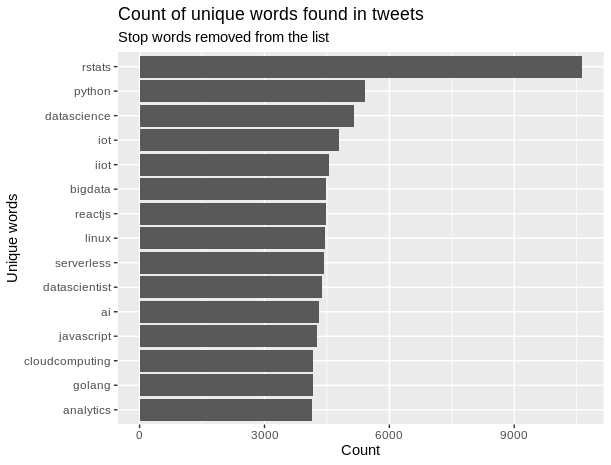 Count of unique words found in tweets
Stop words removed from the list
Unique words
rstats
python
datascience
iot
iiot
bigdata
reactjs
linux
serverless
datascientist
ai
javascript
cloudcomputing
golang
analytics
0 3000 6000 9000
Count